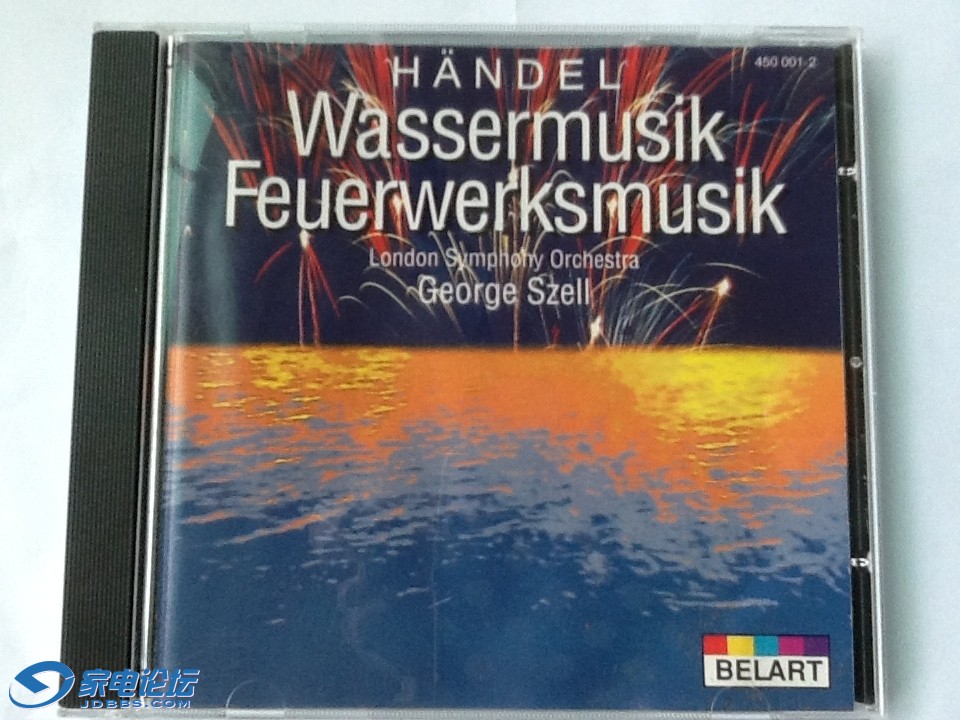 450 001-2
HÄNDEL
Wassermusik
Feuerwerksmusik
London Symphony Orchestra
George Szell
BELART
家电论坛
JDBBS.COM